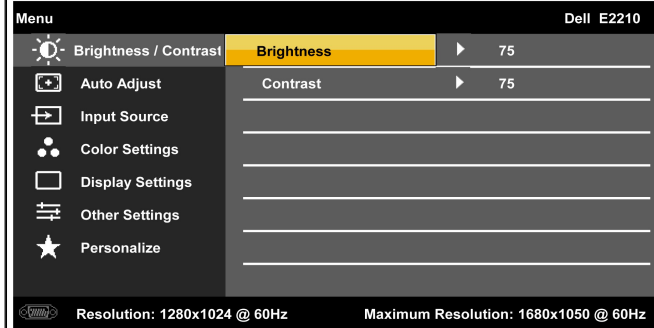 Menu Dell E2210
Brightness / Contrast Brightness 75
Auto Adjust Contrast 75
Input Source
Color Settings
Display Settings
Other Settings
Personalize
Resolution: 1280x1024 @ 60Hz Maximum Resolution: 1680x1050 @ 60Hz